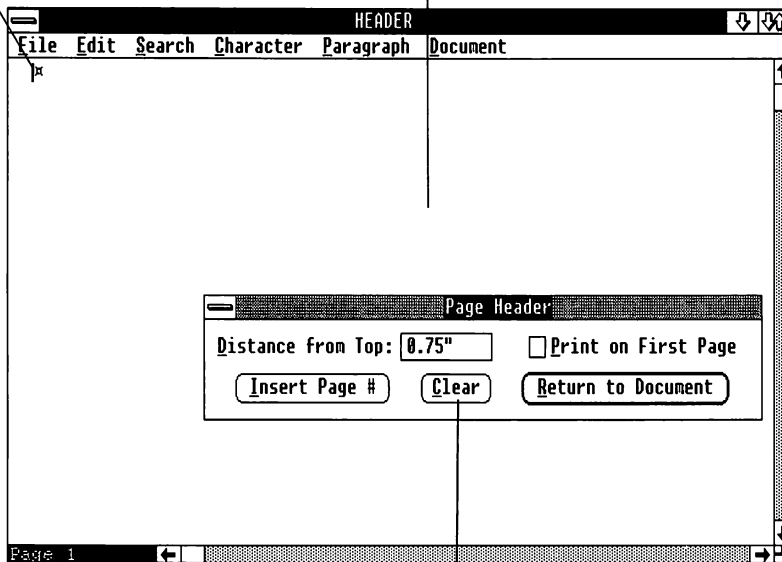 HEADER
File Edit Search Character Paragraph Document
¤
Page Header
Distance from Top: 0.75" Print on First Page
Insert Page # Clear Return to Document
Page 1